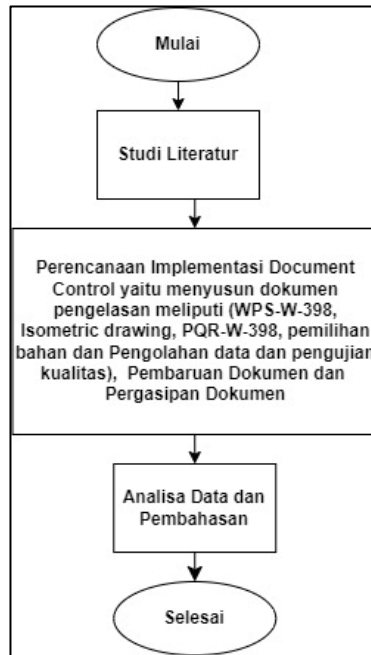 Mulai
Studi Literatur
Perencanaan Implementasi Document
Control yaitu menyusun dokumen
pengelasan meliputi (WPS-W-398,
Isometric drawing, PQR-W-398, pemilihan
bahan dan Pengolahan data dan pengujian
kualitas), Pembaruan Dokumen dan
Pergasipan Dokumen
Analisa Data dan
Pembahasan
Selesai